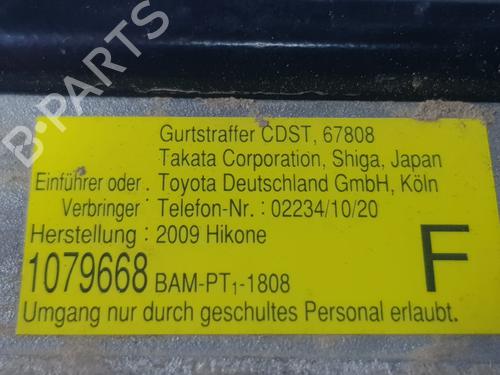 Gurtstraffer CDST, 67808
Takata Corporation, Shiga, Japan
Einführer oder Toyota Deutschland GmbH, Köln
Verbringer : Telefon-Nr. : 02234/10/20
Herstellung : 2009 Hikone
1079668 BAM-PT₁-1808
F
Umgang nur durch geschultes Personal erlaubt.
B-PARTS